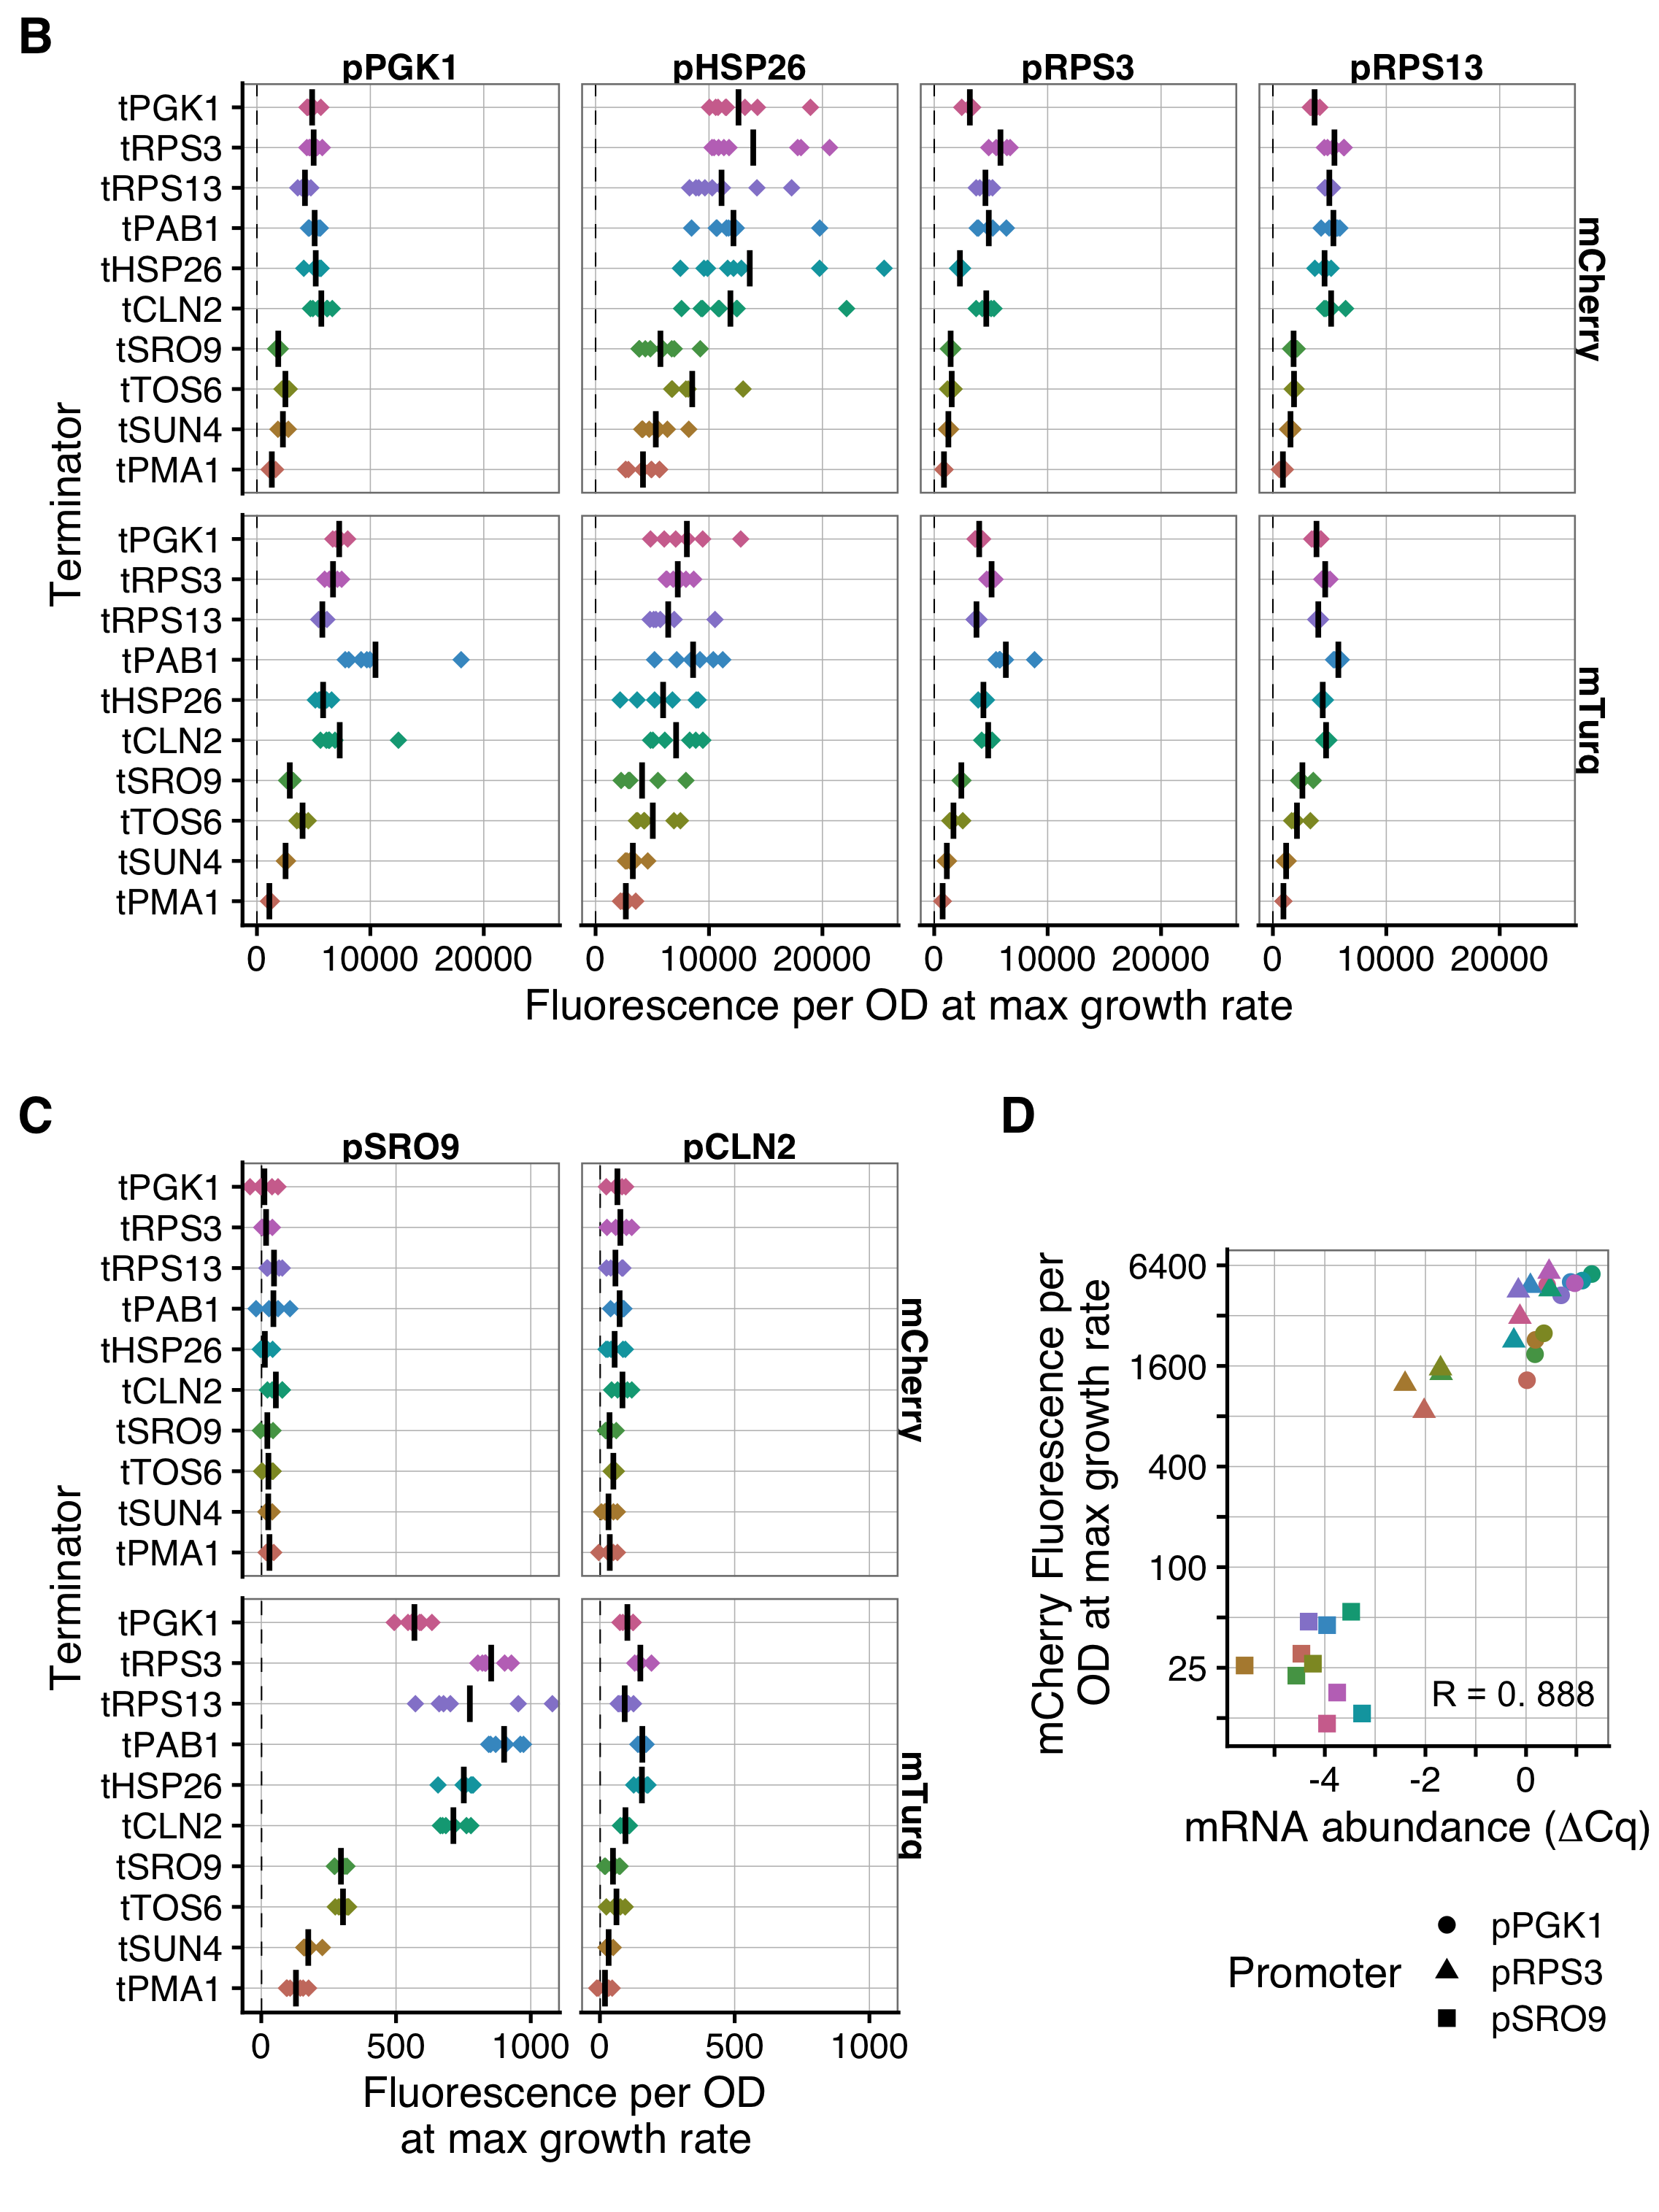 B
pPGK1 pHSP26 pRPS3 pRPS13
tPGK1
tRPS3
tRPS13
tPAB1
tHSP26
tCLN2
tSRO9
tTOS6
tSUN4
tPMA1
mCherry
tPGK1
tRPS3
tRPS13
tPAB1
tHSP26
tCLN2
tSRO9
tTOS6
tSUN4
tPMA1
mTurq
Terminator
0 10000 20000 0 10000 20000 0 10000 20000 0 10000 20000
Fluorescence per OD at max growth rate
C
pSRO9 pCLN2
tPGK1
tRPS3
tRPS13
tPAB1
tHSP26
tCLN2
tSRO9
tTOS6
tSUN4
tPMA1
mCherry
tPGK1
tRPS3
tRPS13
tPAB1
tHSP26
tCLN2
tSRO9
tTOS6
tSUN4
tPMA1
mTurq
Terminator
0 500 1000 0 500 1000
Fluorescence per OD
at max growth rate
D
mCherry Fluorescence per
OD at max growth rate
6400
1600
400
100
25
R = 0. 888
-4 -2 0
mRNA abundance (ΔCq)
Promoter
pPGK1
pRPS3
pSRO9